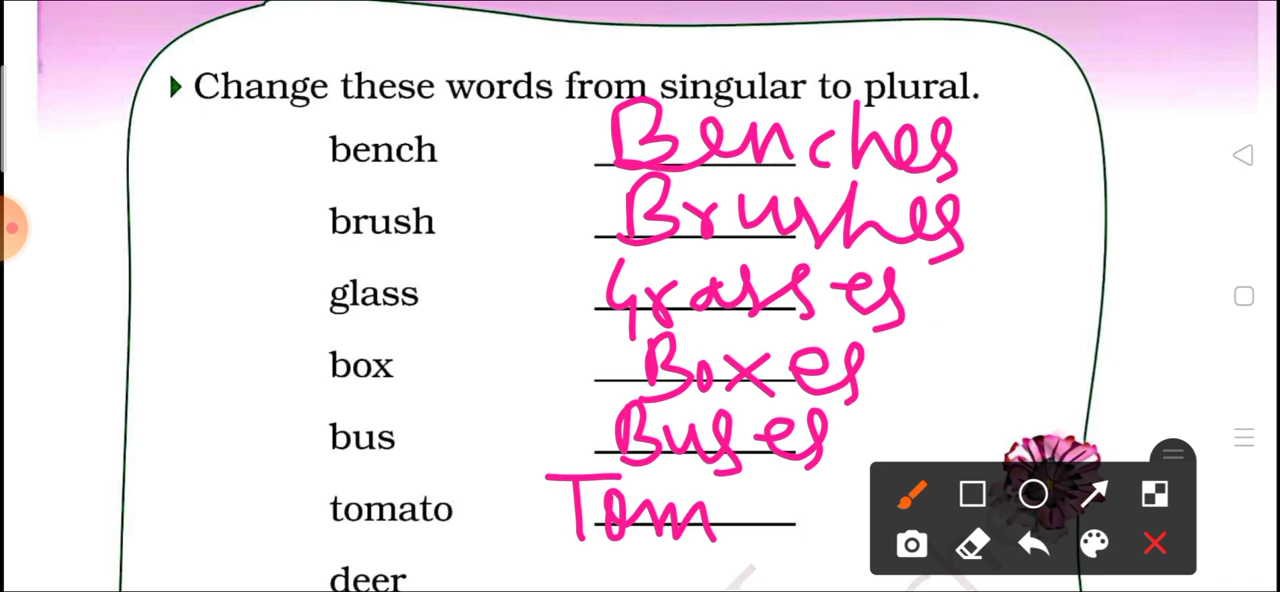 Change these words from singular to plural.
bench Benches
brush Brushes
glass Grasses
box Boxes
bus Buses
tomato Tom
deer